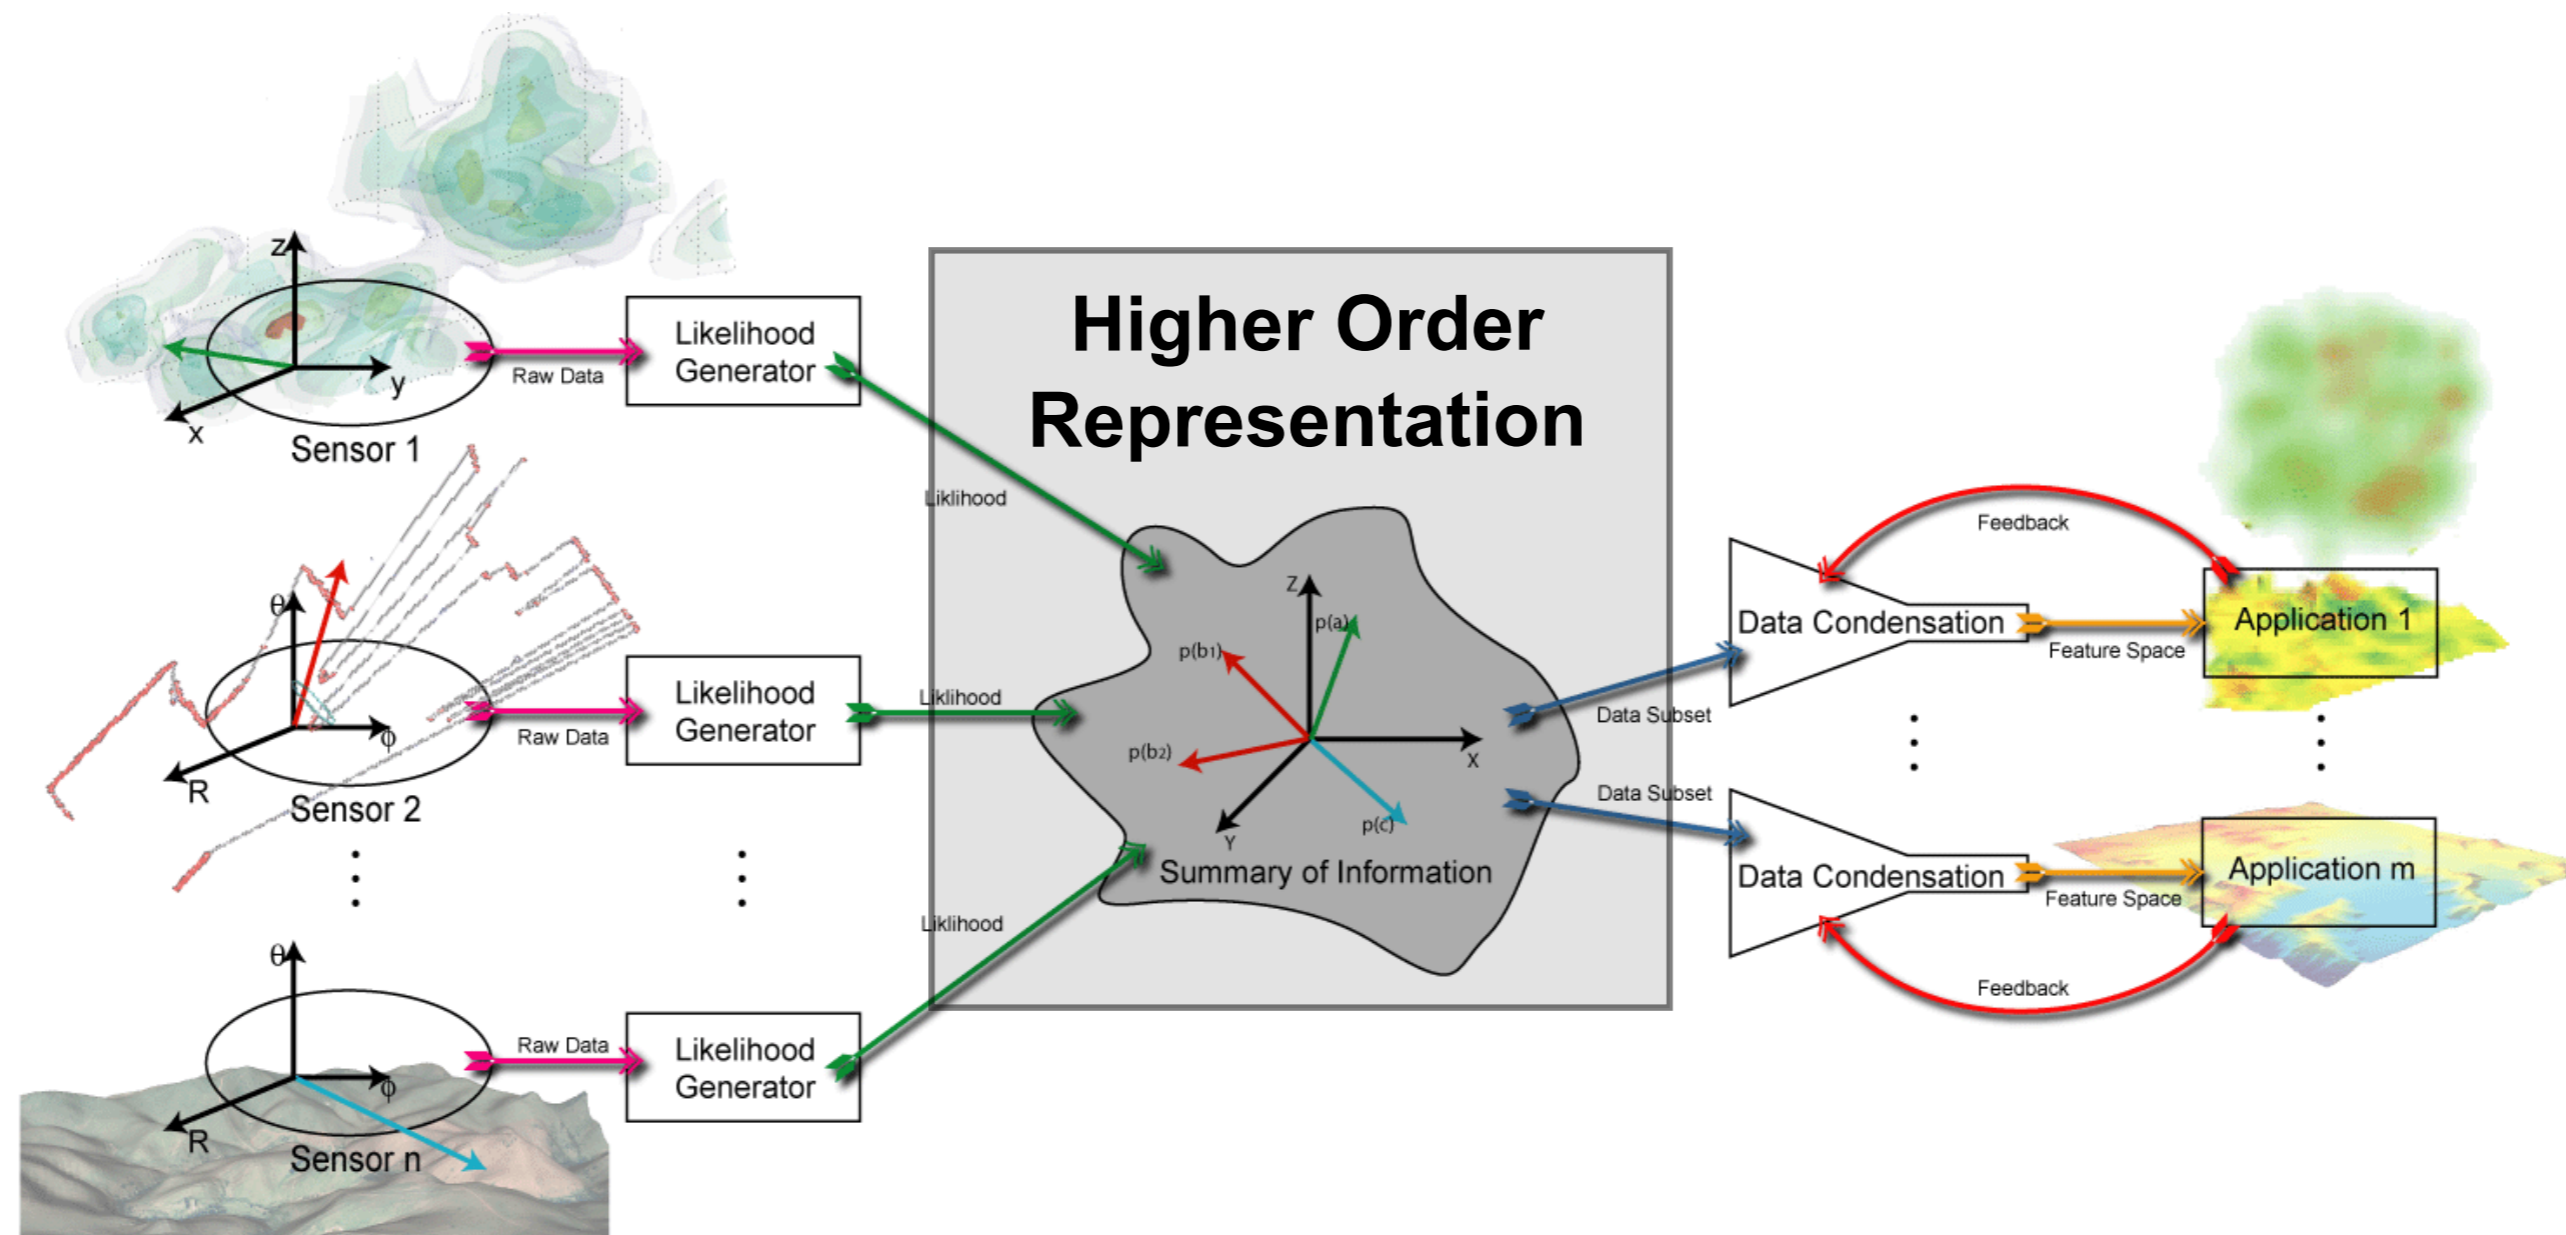 Z
y
x
Sensor 1
Raw Data
Likelihood
Generator
Liklihood
θ
ϕ
R
Sensor 2
Raw Data
Likelihood
Generator
Liklihood
θ
ϕ
R
Sensor n
Raw Data
Likelihood
Generator
Liklihood
Higher Order
Representation
Z
p(a)
p(b1)
p(b2)
X
Y
p(c)
Summary of Information
Data Subset
Data Subset
Feedback
Data Condensation
Feature Space
Application 1
Data Condensation
Feature Space
Application m
Feedback